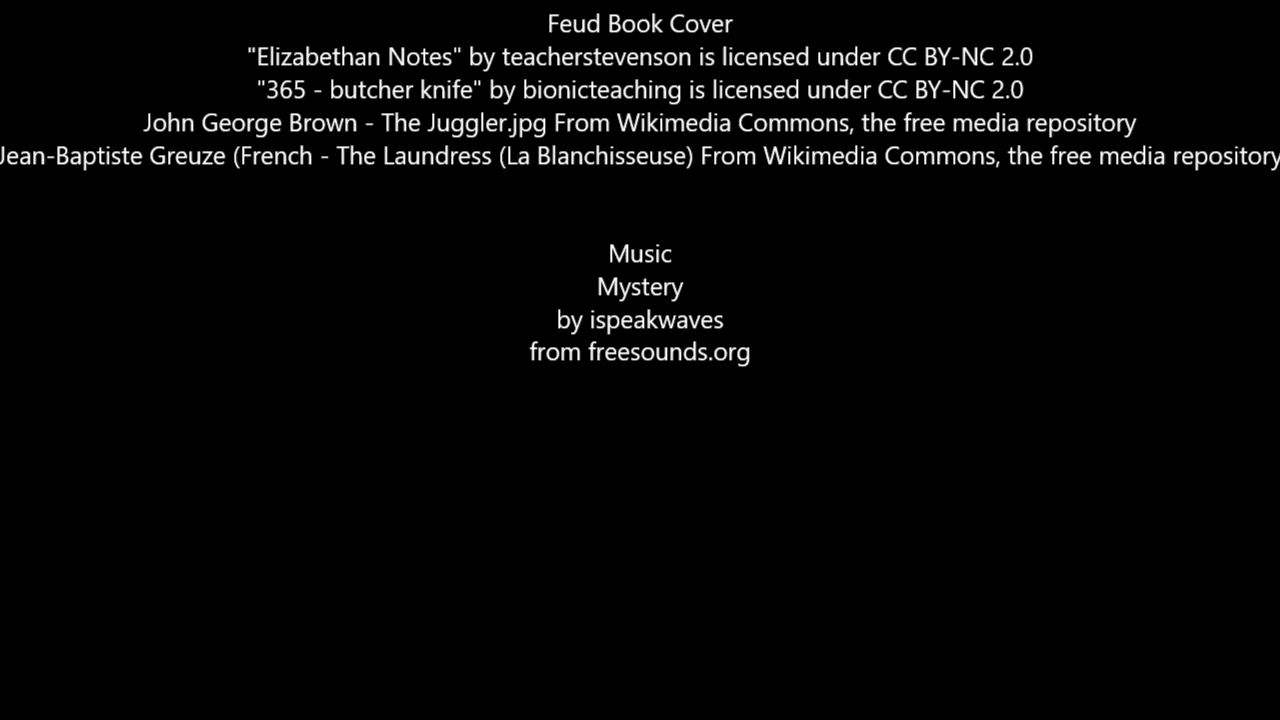 Feud Book Cover
"Elizabethan Notes" by teacherstevenson is licensed under CC BY-NC 2.0
"365 - butcher knife" by bionicteaching is licensed under CC BY-NC 2.0
John George Brown - The Juggler.jpg From Wikimedia Commons, the free media repository
Jean-Baptiste Greuze (French - The Laundress (La Blanchisseuse) From Wikimedia Commons, the free media repository
Music
Mystery
by ispeakwaves
from freesounds.org